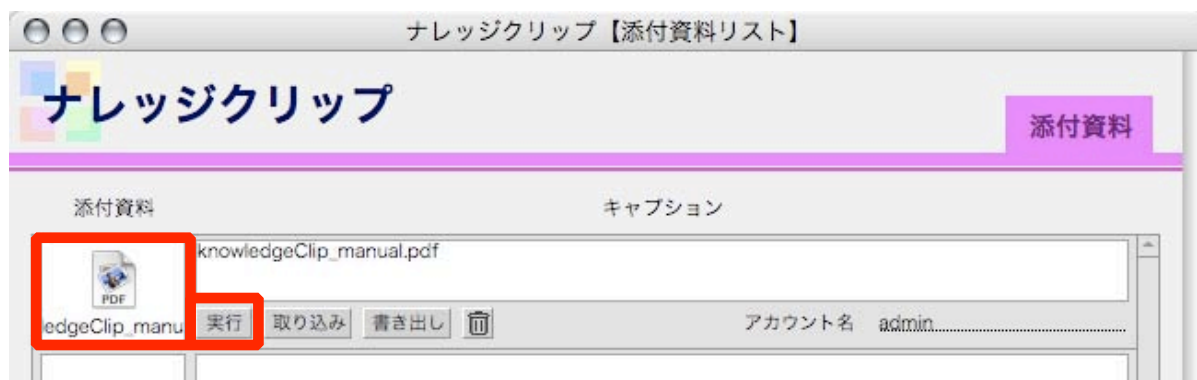 ナレッジクリップ【添付資料リスト】
ナレッジクリップ
添付資料
添付資料 キャプション
knowledgeClip_manual.pdf
PDF
edgeClip_manu 実行 取り込み 書き出し アカウント名 admin